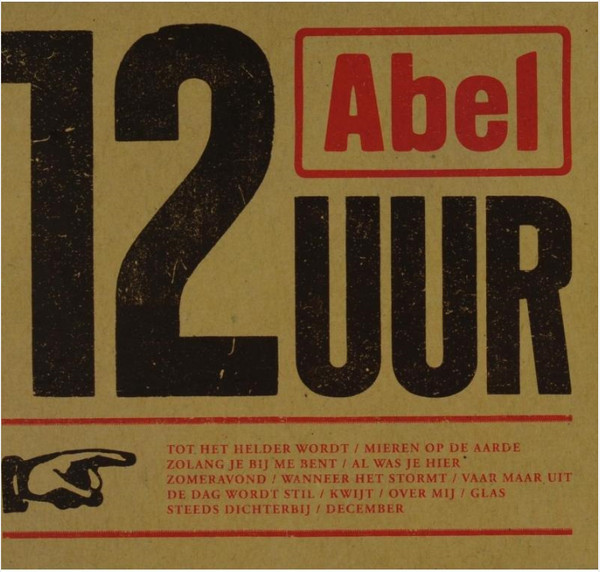 12
Abel
UUR
TOT HET HELDER WORDT / MIEREN OP DE AARDE
ZOLANG JE BIJ ME BENT / AL WAS JE HIER
ZOMERAVOND / WANNEER HET STORMT / VAAR MAAR UIT
DE DAG WORDT STIL / KWIJT / OVER MIJ / GLAS
STEEDS DICHTERBIJ / DECEMBER